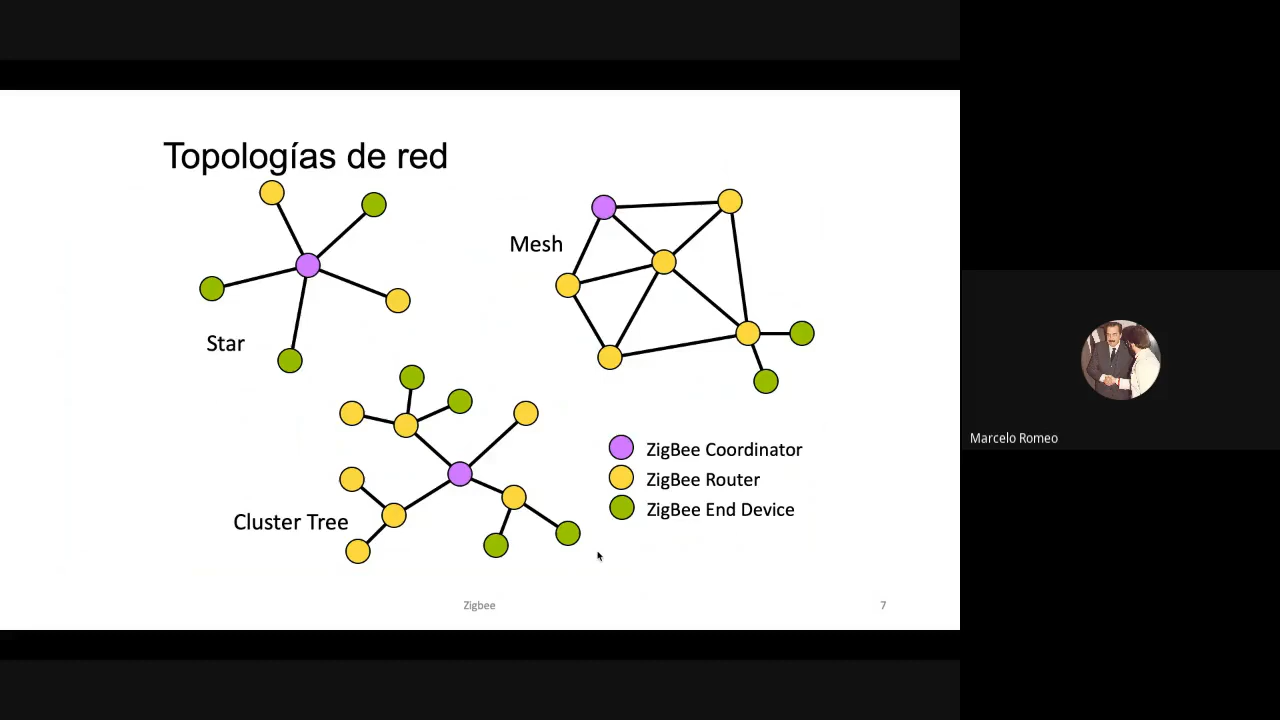 Topologías de red
Mesh
Star
Cluster Tree
ZigBee Coordinator
ZigBee Router
ZigBee End Device
Zigbee
7
Marcelo Romeo